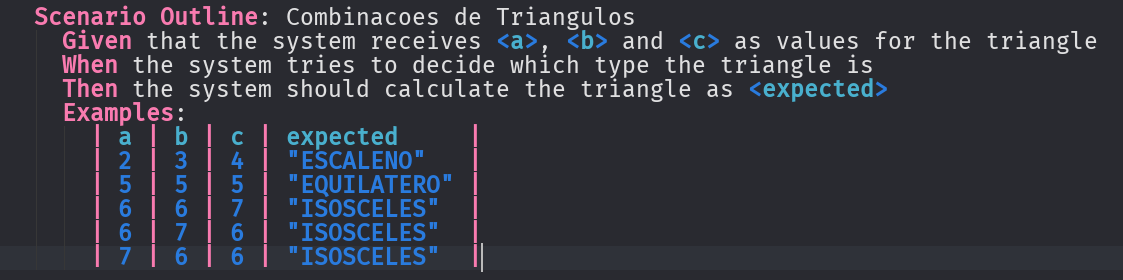 Scenario Outline: Combinacoes de Triangulos
Given that the system receives <a>, <b> and <c> as values for the triangle
When the system tries to decide which type the triangle is
Then the system should calculate the triangle as <expected>
Examples:
| a | b | c | expected |
| 2 | 3 | 4 | "ESCALENO" |
| 5 | 5 | 5 | "EQUILATERO" |
| 6 | 6 | 7 | "ISOSCELES" |
| 6 | 7 | 6 | "ISOSCELES" |
| 7 | 6 | 6 | "ISOSCELES" |